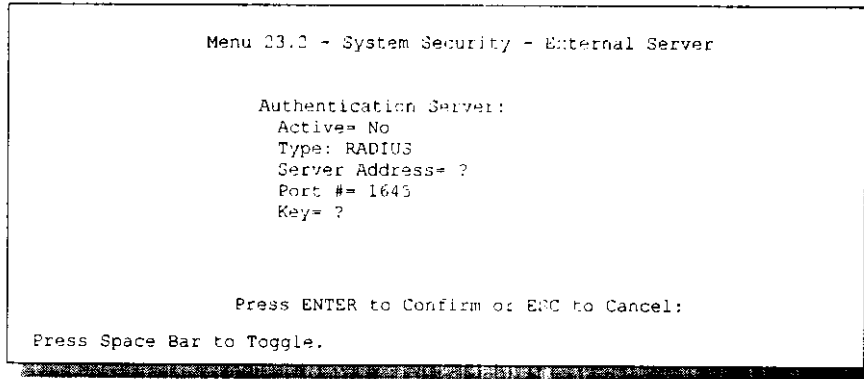 Menu 23.2 - System Security - External Server
Authentication Server:
Active= No
Type: RADIUS
Server Address= ?
Port #= 1645
Key= ?
Press ENTER to Confirm or ESC to Cancel:
Press Space Bar to Toggle.